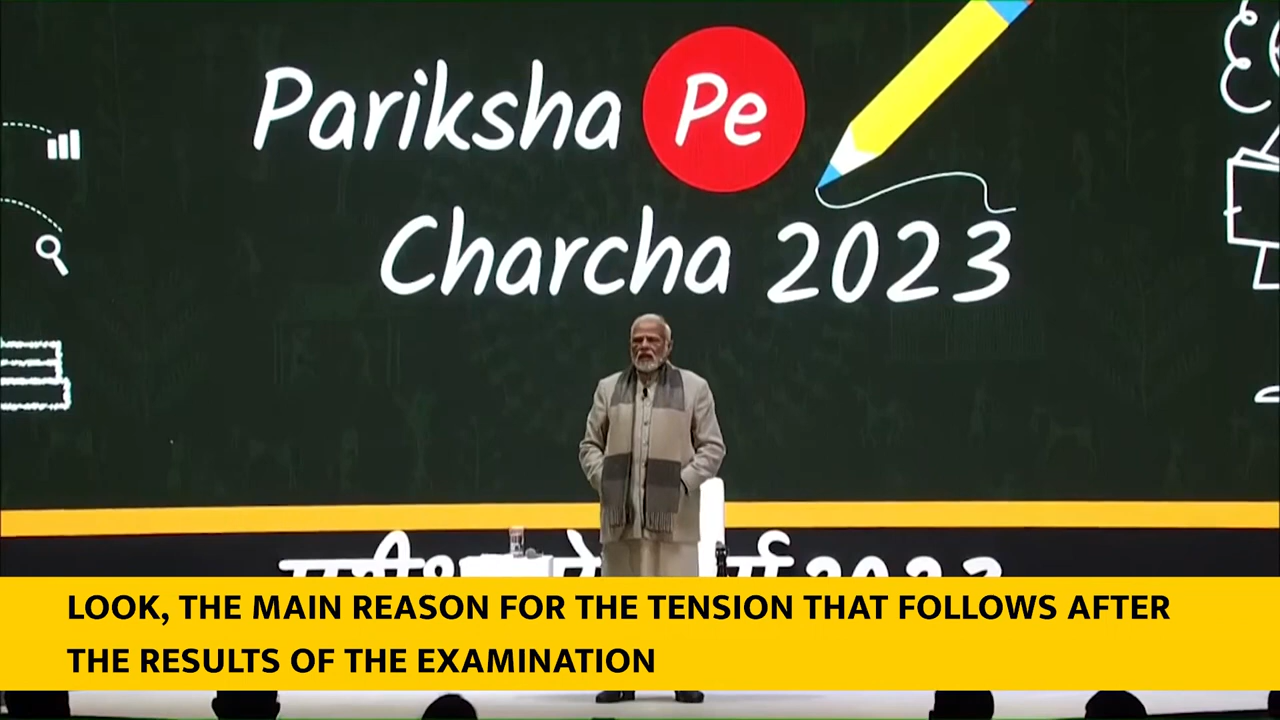 Pariksha Pe
Charcha 2023
LOOK, THE MAIN REASON FOR THE TENSION THAT FOLLOWS AFTER
THE RESULTS OF THE EXAMINATION